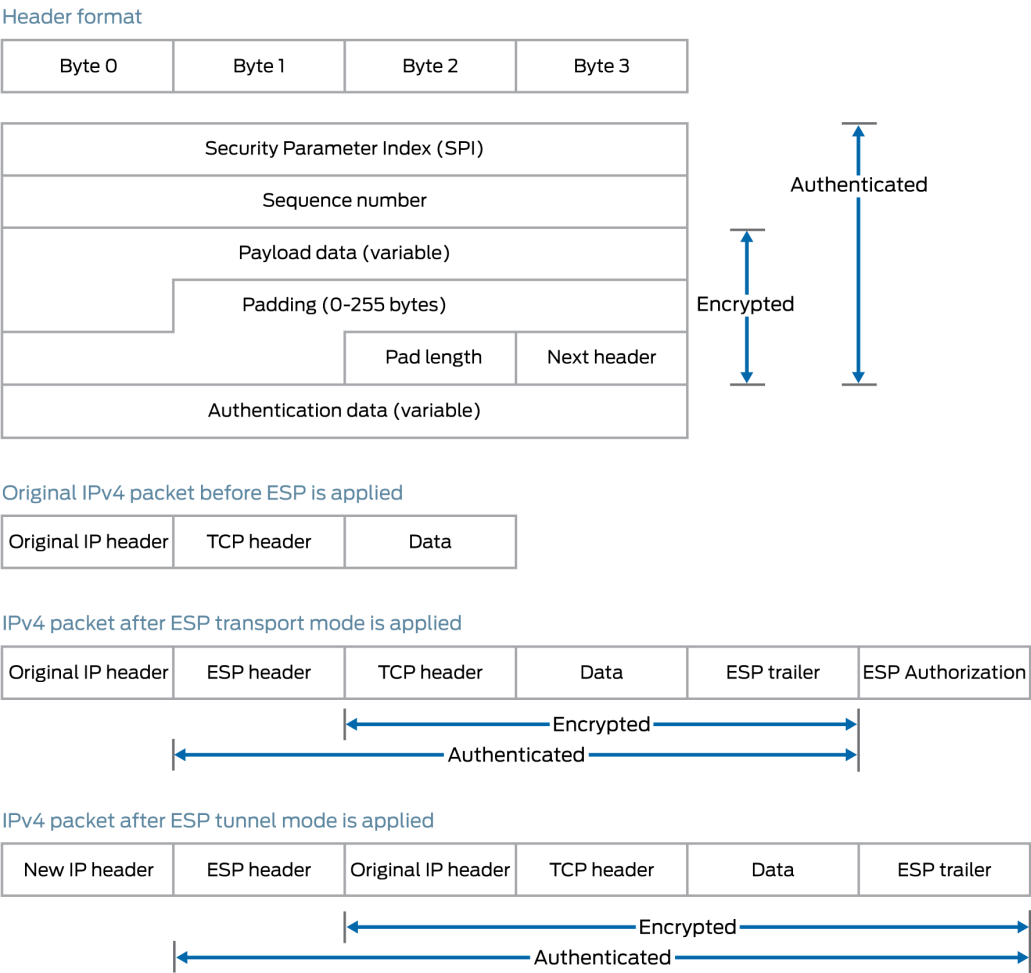 Header format
Byte 0 Byte 1 Byte 2 Byte 3
Security Parameter Index (SPI)
Authenticated
Sequence number
Payload data (variable)
Padding (0-255 bytes)
Encrypted
Pad length Next header
Authentication data (variable)
Original IPv4 packet before ESP is applied
Original IP header TCP header Data
IPv4 packet after ESP transport mode is applied
Original IP header ESP header TCP header Data ESP trailer ESP Authorization
Encrypted
Authenticated
IPv4 packet after ESP tunnel mode is applied
New IP header ESP header Original IP header TCP header Data ESP trailer
Encrypted
Authenticated